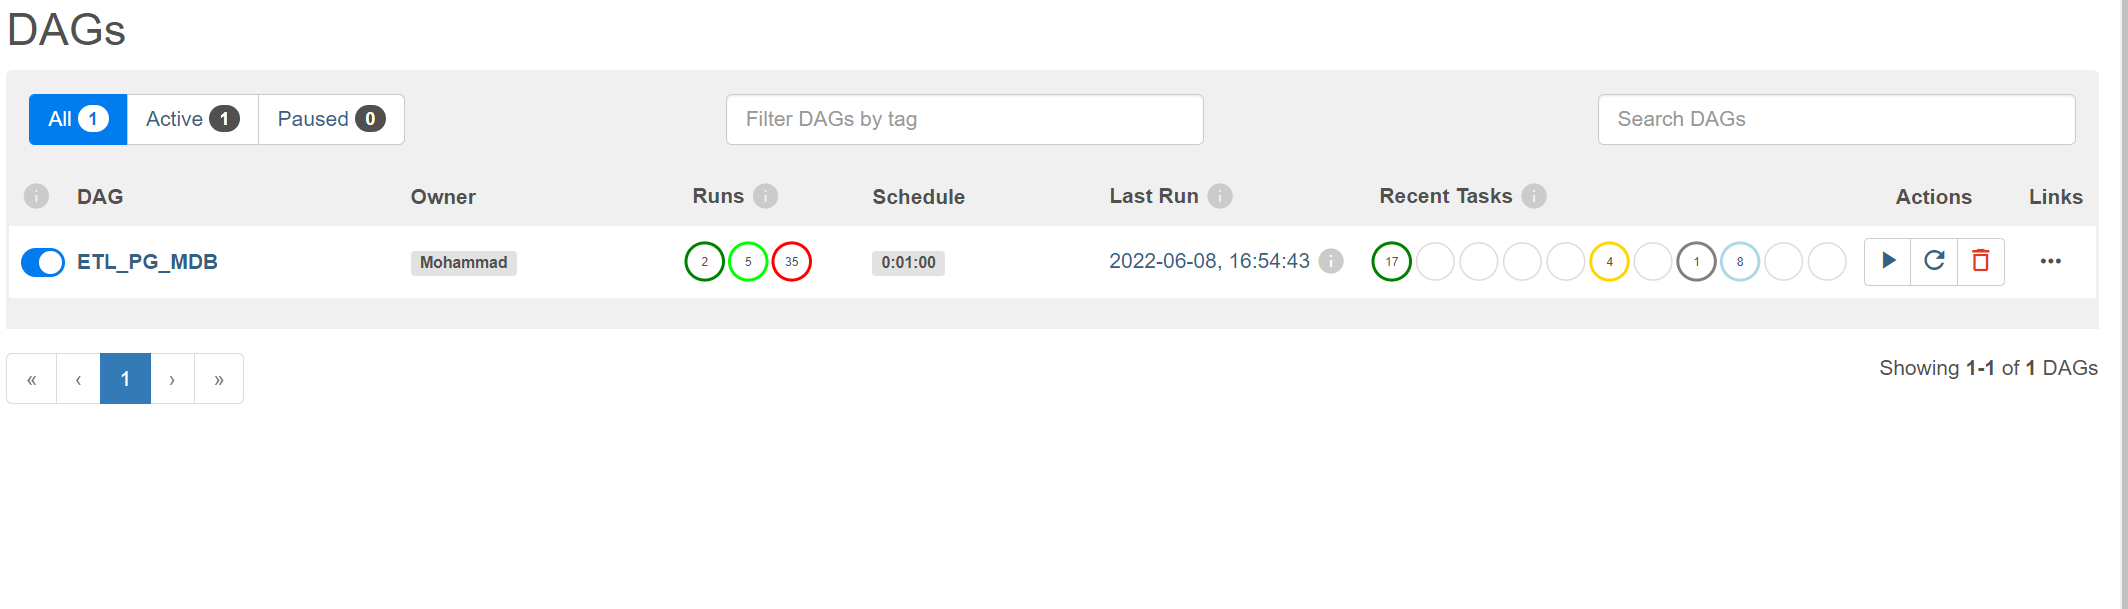 DAGs
All 1 Active 1 Paused 0 Filter DAGs by tag Search DAGs
i DAG Owner Runs i Schedule Last Run i Recent Tasks i Actions Links
ETL_PG_MDB Mohammad 2 5 35 0:01:00 2022-06-08, 16:54:43 i 17 4 1 8
« ‹ 1 › » Showing 1-1 of 1 DAGs